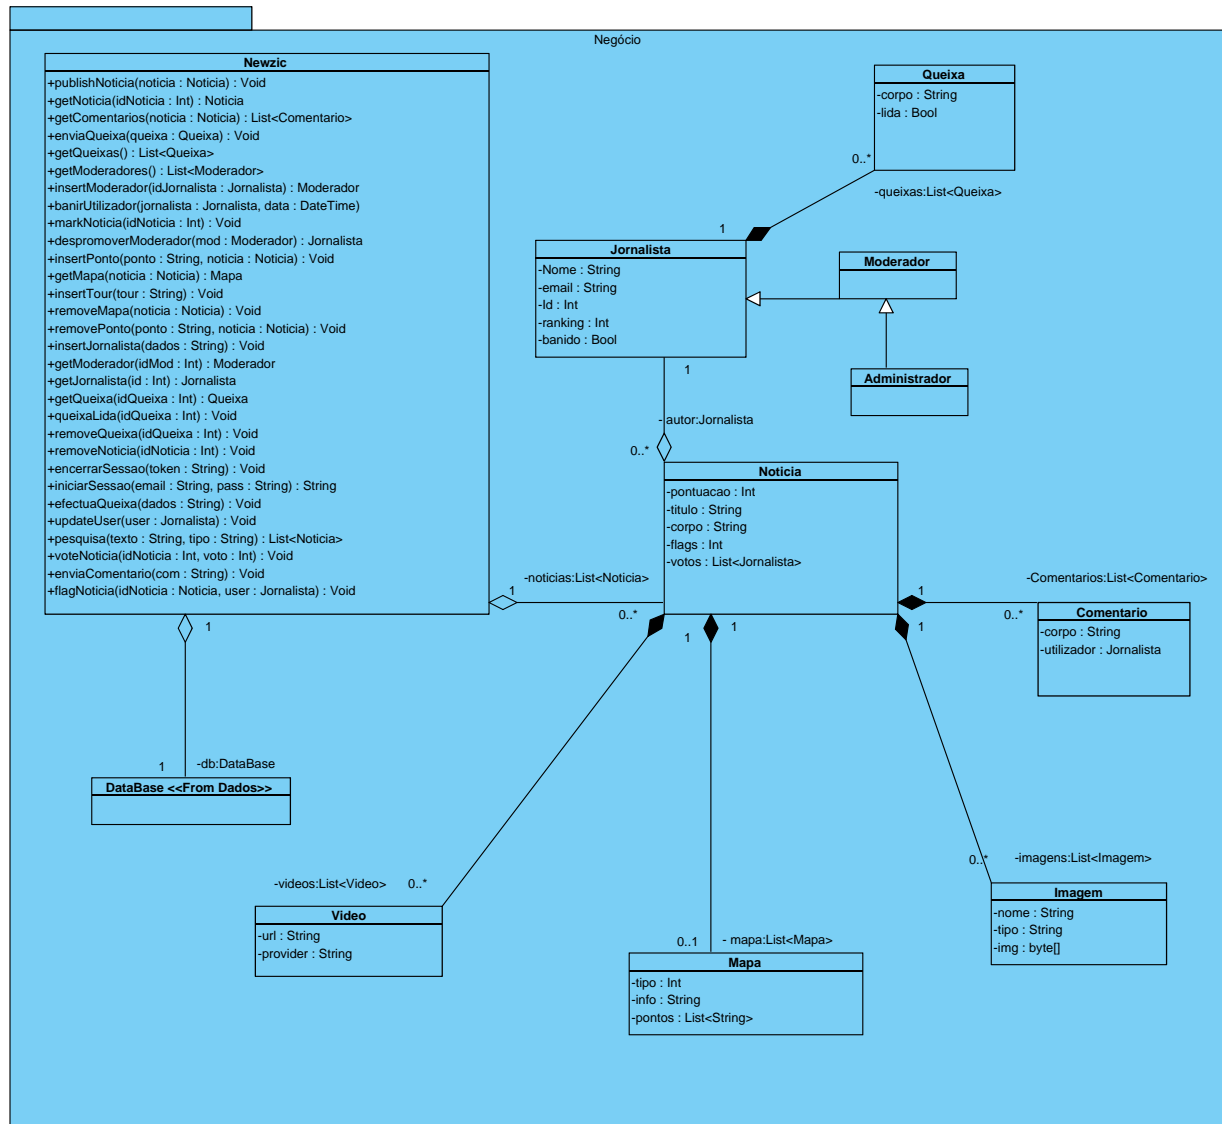 Negócio
Newzic
+publishNoticia(noticia : Noticia) : Void
+getNoticia(idNoticia : Int) : Noticia
+getComentarios(noticia : Noticia) : List<Comentario>
+enviaQueixa(queixa : Queixa) : Void
+getQueixas() : List<Queixa>
+getModeradores() : List<Moderador>
+insertModerador(idJornalista : Jornalista) : Moderador
+banirUtilizador(jornalista : Jornalista, data : DateTime)
+markNoticia(idNoticia : Int) : Void
+despromoverModerador(mod : Moderador) : Jornalista
+insertPonto(ponto : String, noticia : Noticia) : Void
+getMapa(noticia : Noticia) : Mapa
+insertTour(tour : String) : Void
+removeMapa(noticia : Noticia) : Void
+removePonto(ponto : String, noticia : Noticia) : Void
+insertJornalista(dados : String) : Void
+getModerador(idMod : Int) : Moderador
+getJornalista(id : Int) : Jornalista
+getQueixa(idQueixa : Int) : Queixa
+queixaLida(idQueixa : Int) : Void
+removeQueixa(idQueixa : Int) : Void
+removeNoticia(idNoticia : Int) : Void
+encerrarSessao(token : String) : Void
+iniciarSessao(email : String, pass : String) : String
+efectuaQueixa(dados : String) : Void
+updateUser(user : Jornalista) : Void
+pesquisa(texto : String, tipo : String) : List<Noticia>
+voteNoticia(idNoticia : Int, voto : Int) : Void
+enviaComentario(com : String) : Void
+flagNoticia(idNoticia : Noticia, user : Jornalista) : Void
Queixa
-corpo : String
-lida : Bool
0..*
-queixas:List<Queixa>
1
Jornalista
-Nome : String
-email : String
-Id : Int
-ranking : Int
-banido : Bool
Moderador
Administrador
1
- autor:Jornalista
0..*
Noticia
-pontuacao : Int
-titulo : String
-corpo : String
-flags : Int
-votos : List<Jornalista>
-noticias:List<Noticia>
1
0..*
1
-Comentarios:List<Comentario>
0..*
Comentario
-corpo : String
-utilizador : Jornalista
1
1
1
1
1
-db:DataBase
DataBase <<From Dados>>
-videos:List<Video>
0..*
Video
-url : String
-provider : String
0..1
- mapa:List<Mapa>
Mapa
-tipo : Int
-info : String
-pontos : List<String>
0..*
-imagens:List<Imagem>
Imagem
-nome : String
-tipo : String
-img : byte[]